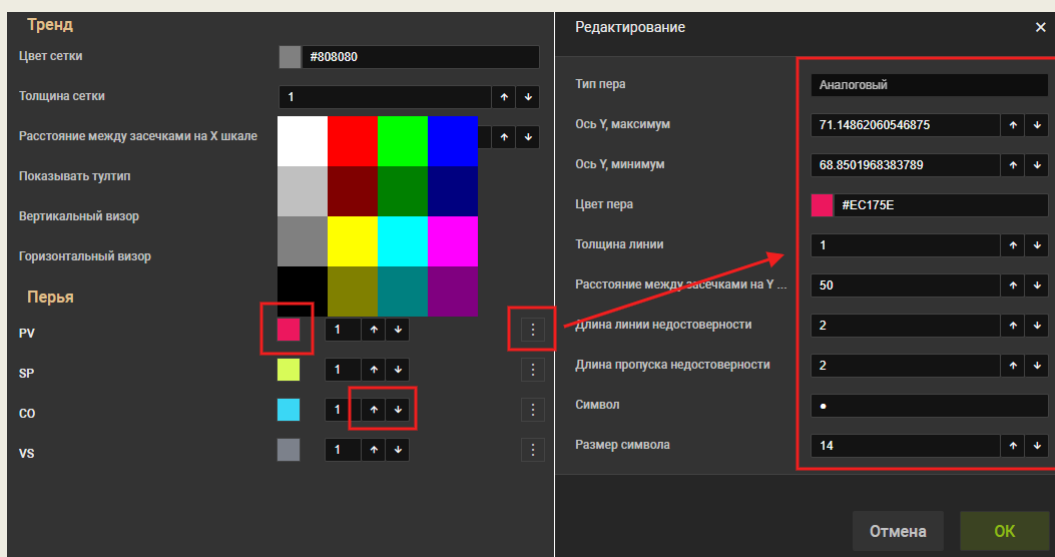 Тренд
Цвет сетки
#808080
Толщина сетки
1
Расстояние между засечками на X шкале
Показывать тултип
Вертикальный визор
Горизонтальный визор
Перья
PV
1
SP
1
CO
1
VS
1
Редактирование
Тип пера
Аналоговый
Ось Y, максимум
71.14862060546875
Ось Y, минимум
68.8501968383789
Цвет пера
#EC175E
Толщина линии
1
Расстояние между засечками на Y ...
50
Длина линии недостоверности
2
Длина пропуска недостоверности
2
Символ
●
Размер символа
14
Отмена
ОК